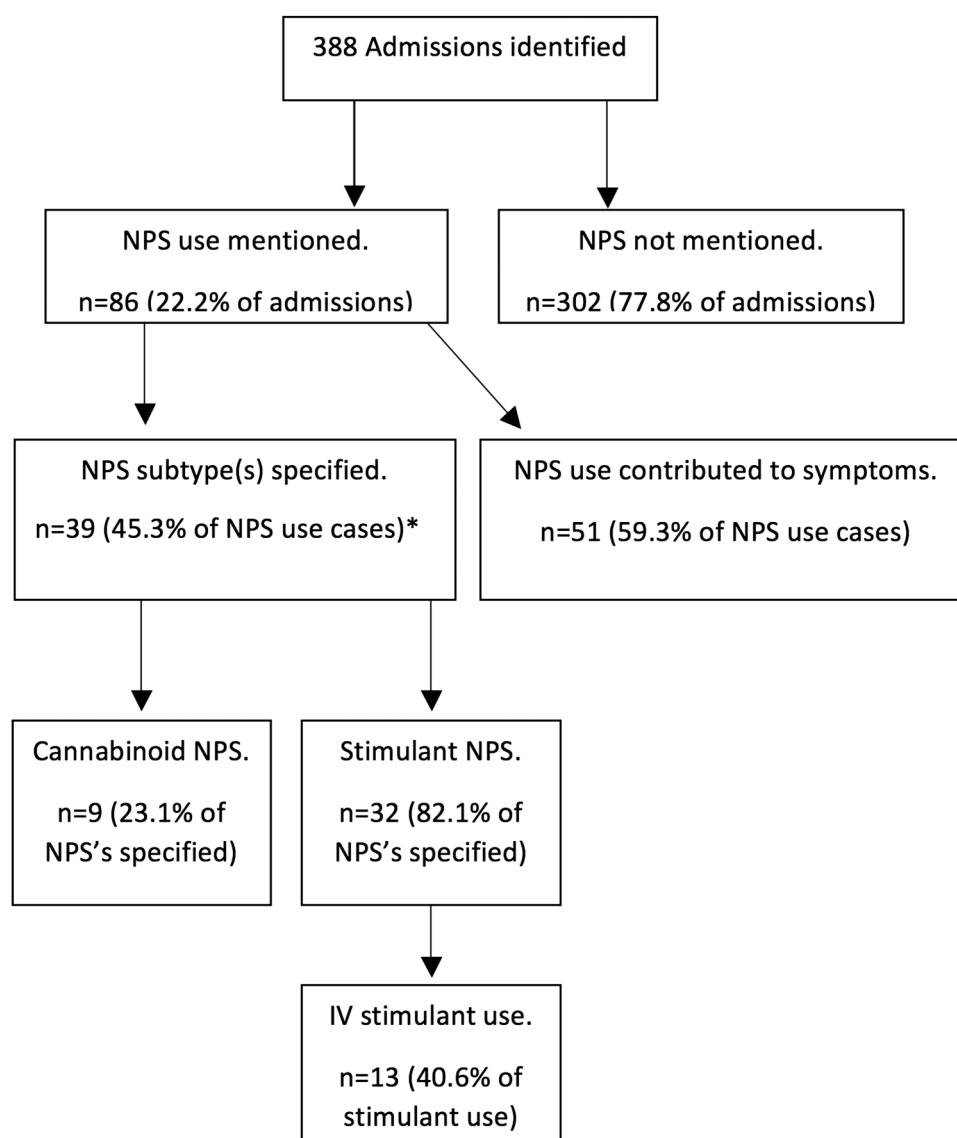 388 Admissions identified
NPS use mentioned.
n=86 (22.2% of admissions)
NPS not mentioned.
n=302 (77.8% of admissions)
NPS subtype(s) specified.
n=39 (45.3% of NPS use cases)*
NPS use contributed to symptoms.
n=51 (59.3% of NPS use cases)
Cannabinoid NPS.
n=9 (23.1% of
NPS’s specified)
Stimulant NPS.
n=32 (82.1% of
NPS’s specified)
IV stimulant use.
n=13 (40.6% of
stimulant use)